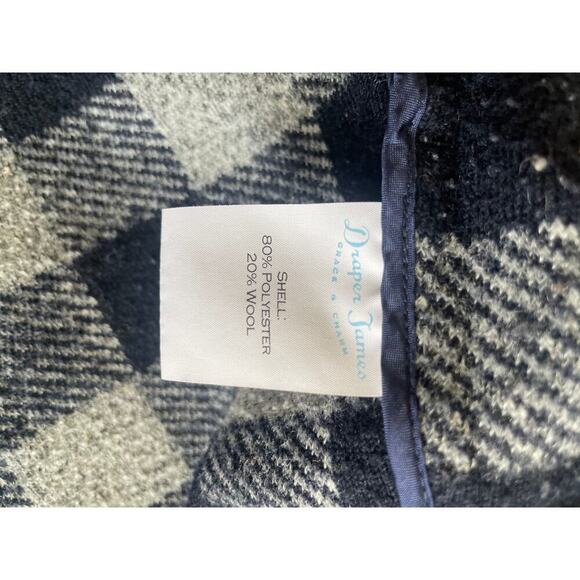 Draper James
GRACE & CHARM
SHELL:
80% POLYESTER
20% WOOL